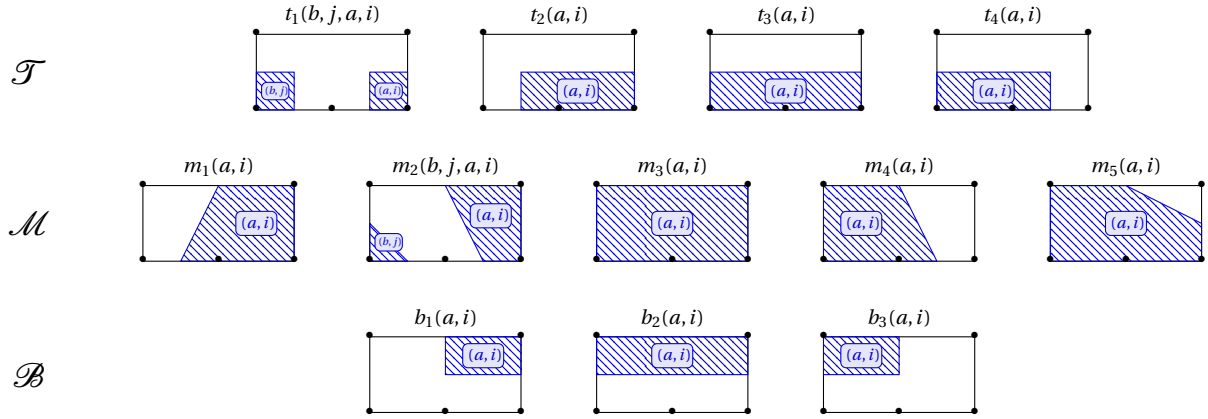 t₁(b, j, a, i) t₂(a, i) t₃(a, i) t₄(a, i)
𝒯
(b, j) (a, i) (a, i) (a, i) (a, i)
m₁(a, i) m₂(b, j, a, i) m₃(a, i) m₄(a, i) m₅(a, i)
ℳ
(a, i) (b, j) (a, i) (a, i) (a, i) (a, i)
b₁(a, i) b₂(a, i) b₃(a, i)
ℬ
(a, i) (a, i) (a, i)